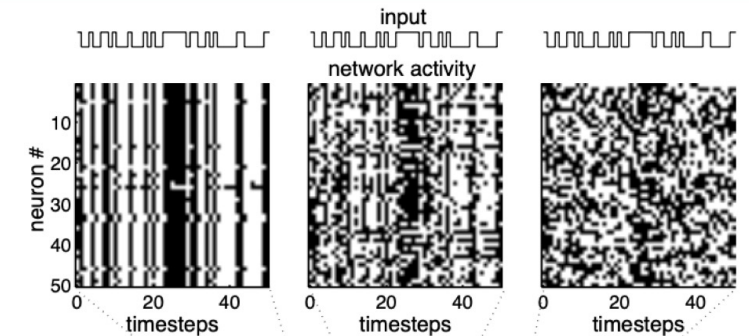 input
network activity
neuron #
10
20
30
40
50
0 20 40
timesteps
0 20 40
timesteps
0 20 40
timesteps